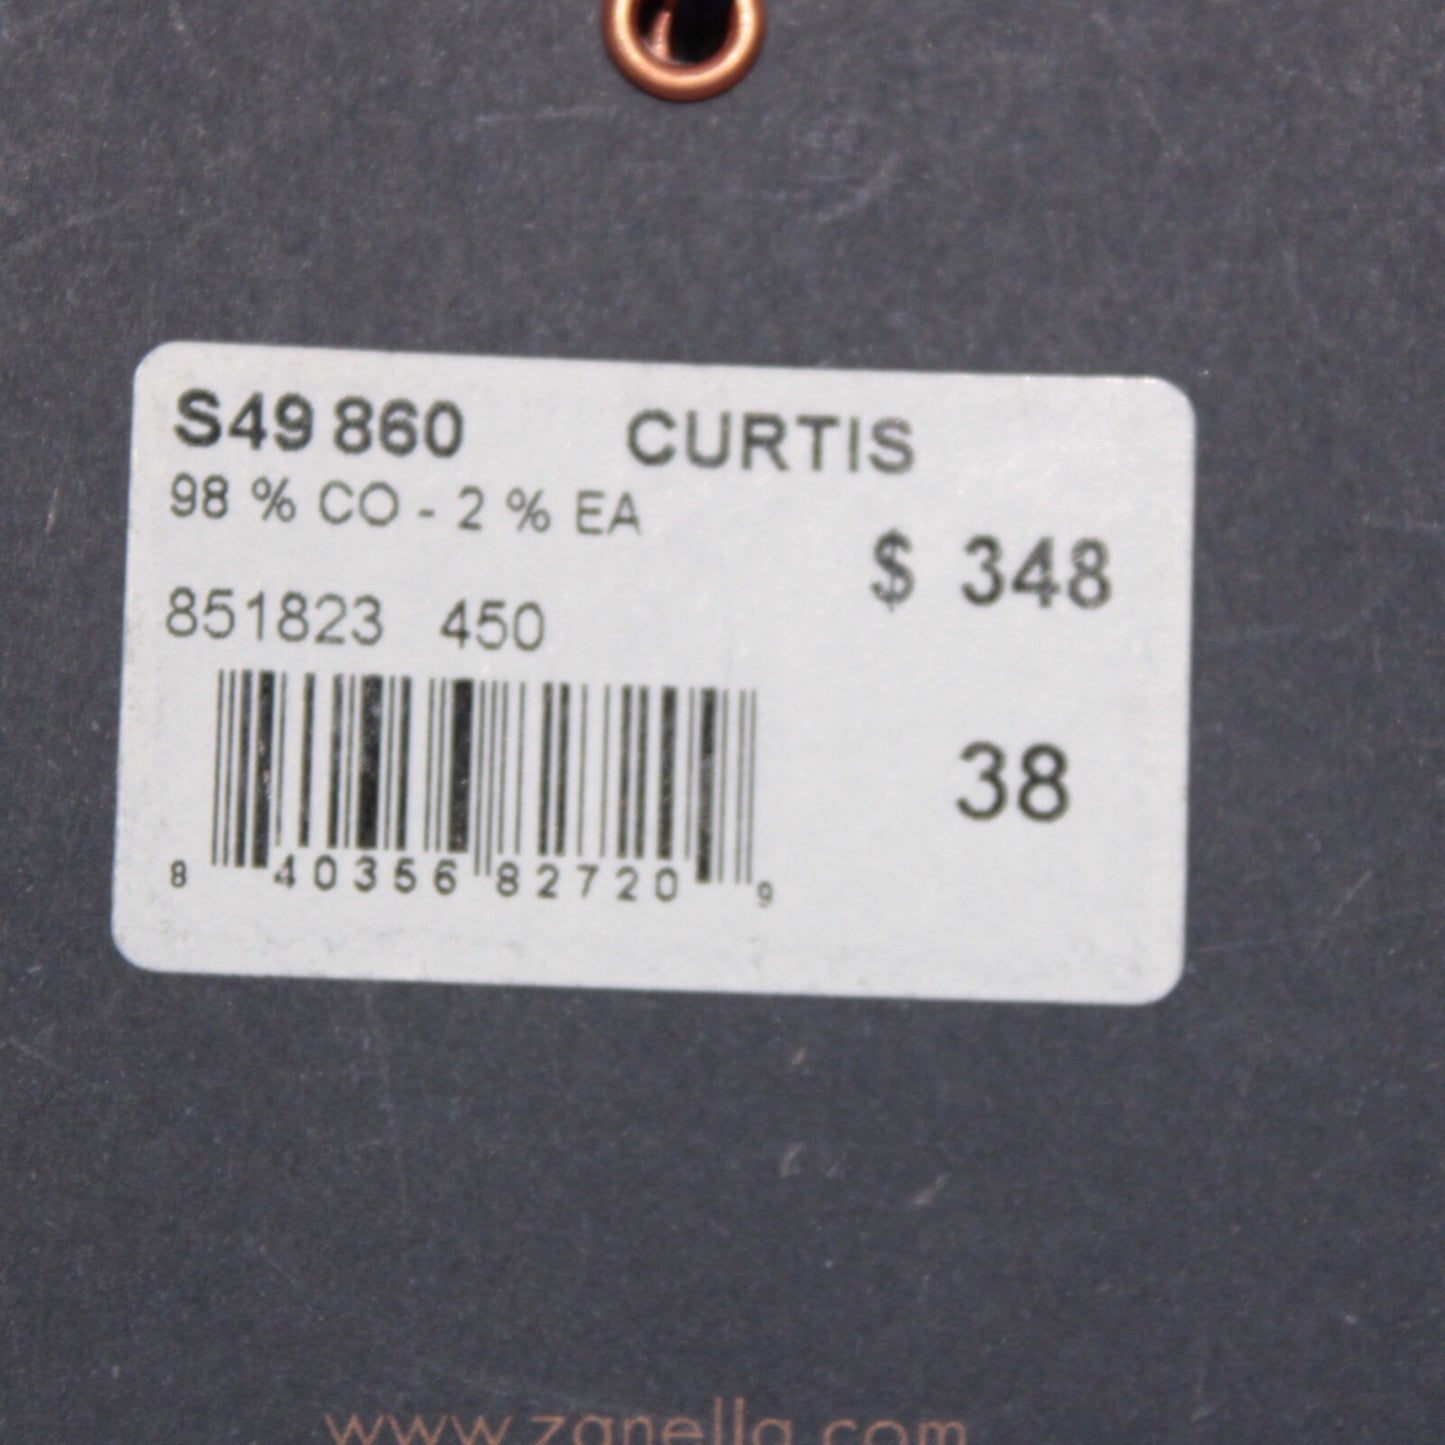 S49 860 CURTIS
98 % CO - 2 % EA
$ 348
851823 450
38
8 40356 82720 9
www.zanella.com